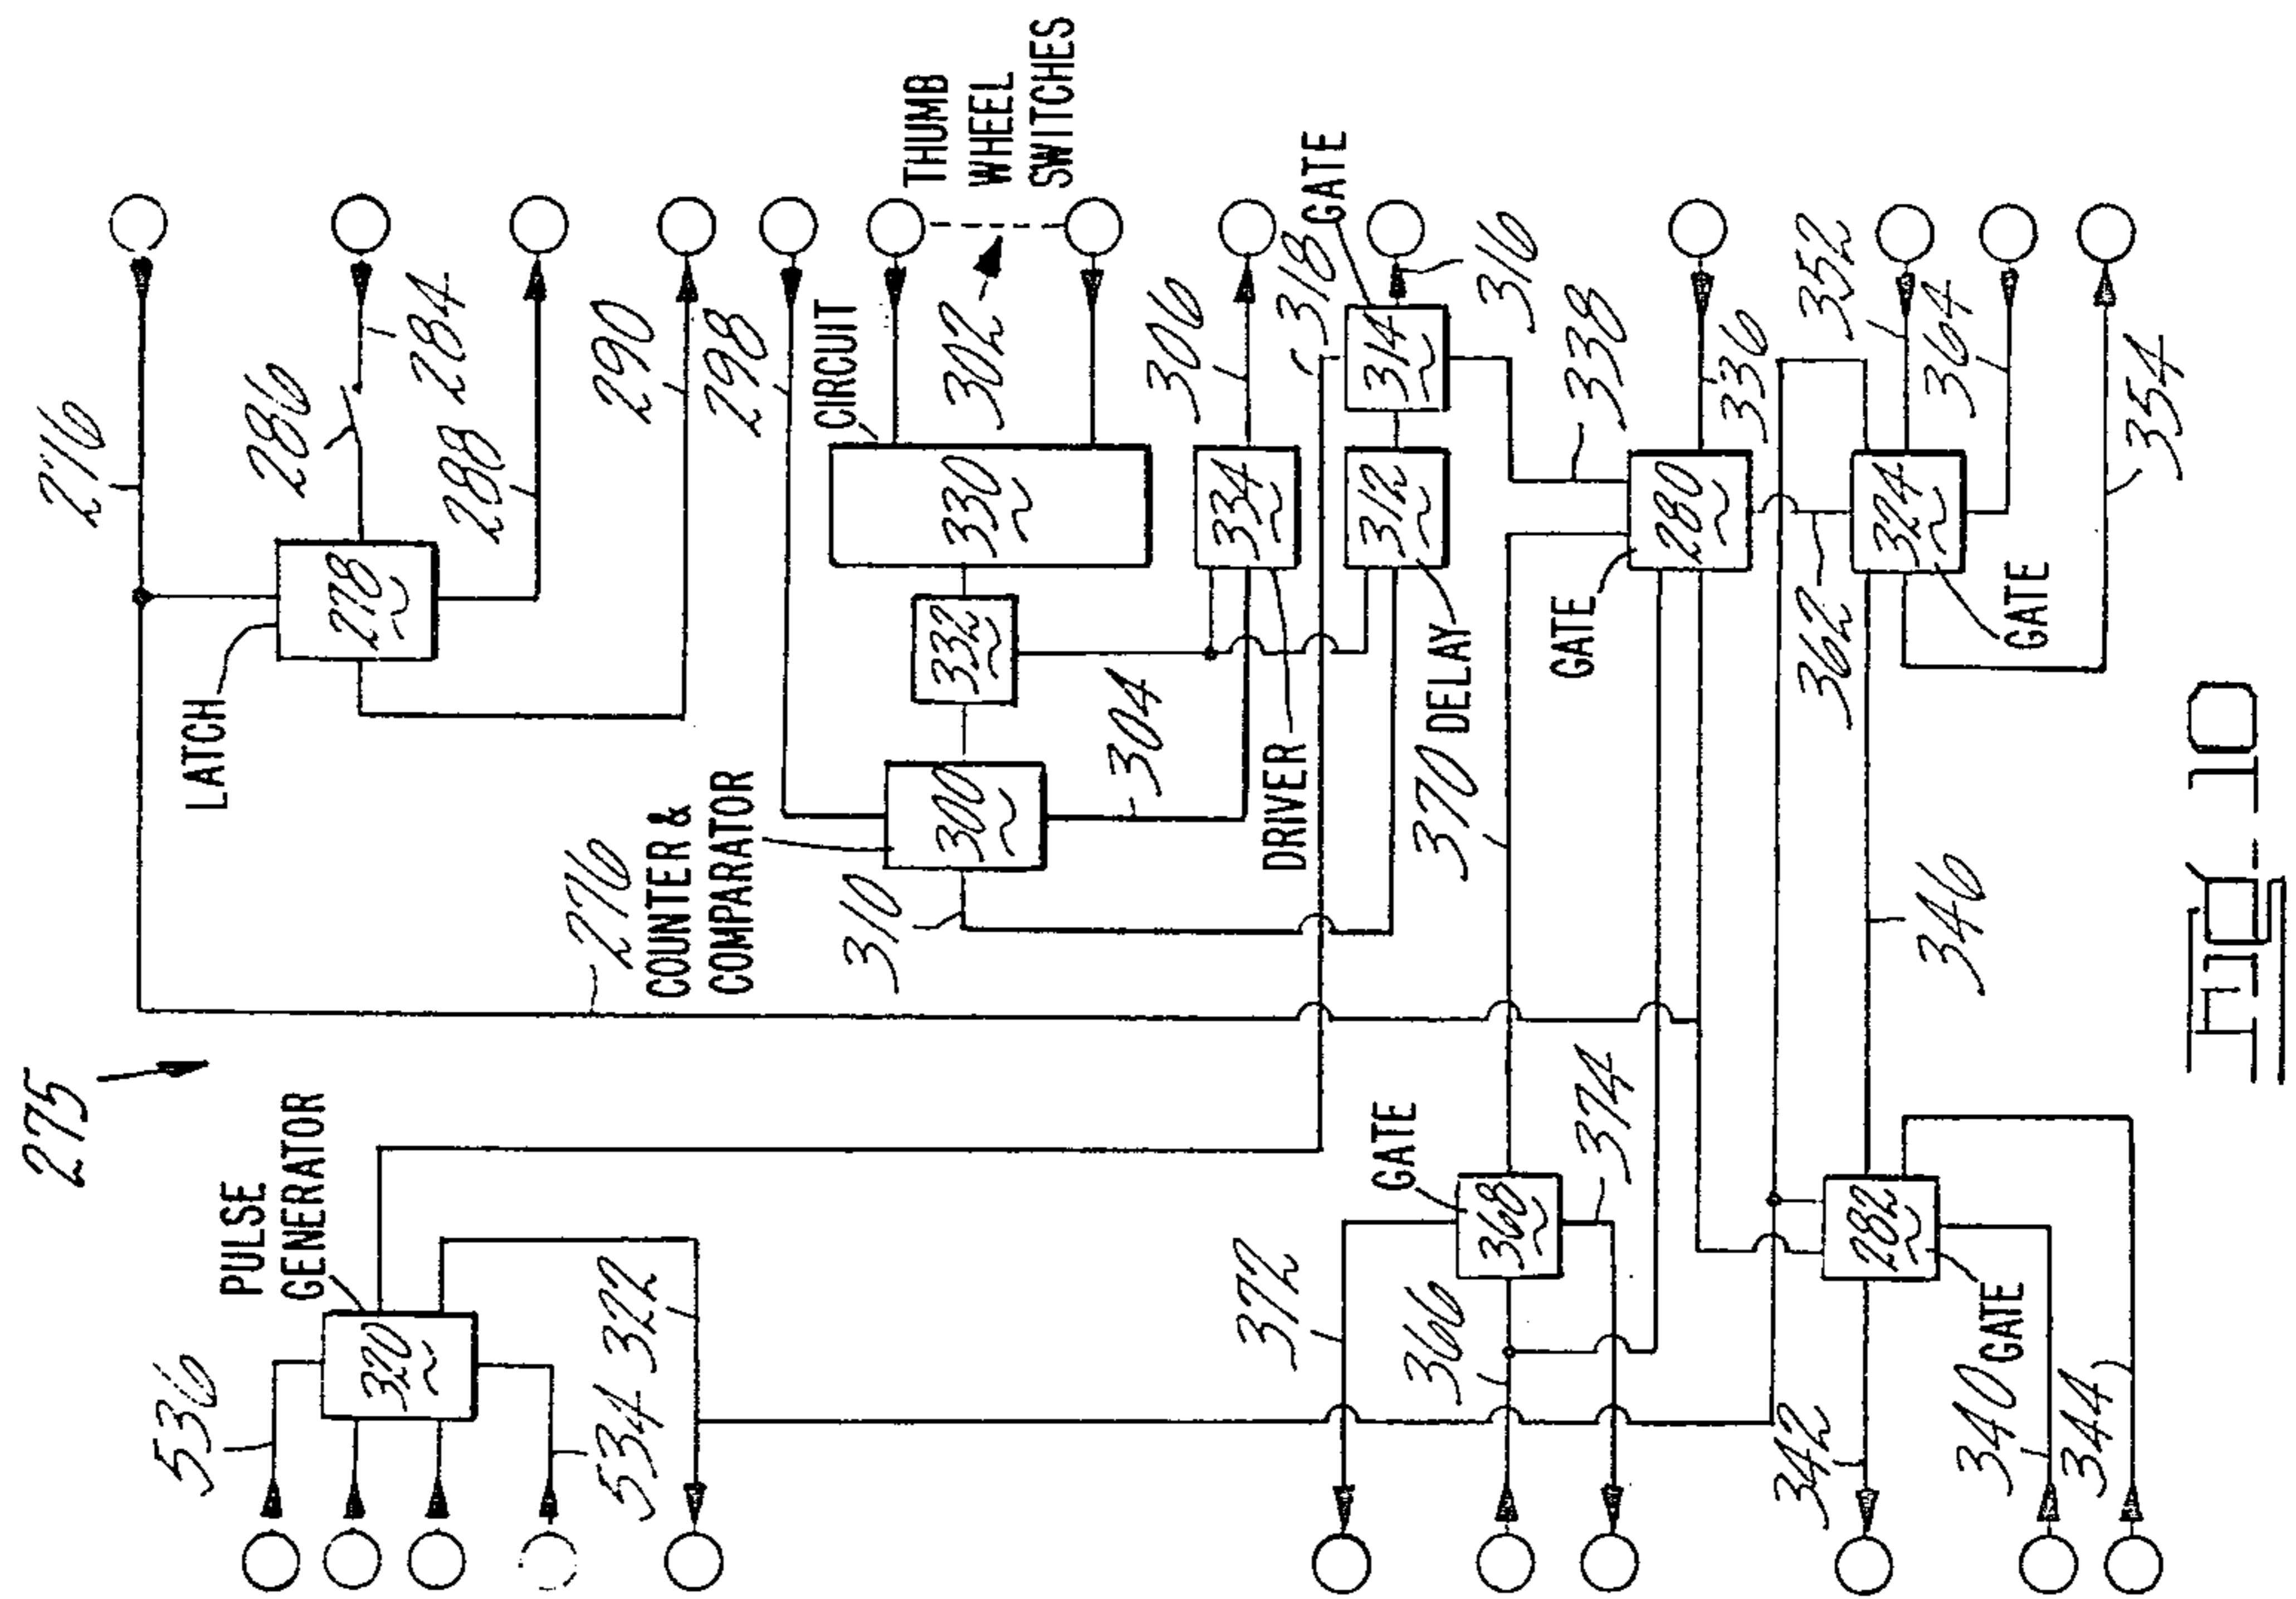 275
276
536
LATCH
PULSE
GENERATOR
286
320
278
284
288
534
322
276
290
COUNTER &
COMPARATOR
298
CIRCUIT
310
THUMB
WHEEL
SWITCHES
300
332
330
302
304
306
334
372
DRIVER
318
GATE
GATE
312
314
366
370
DELAY
368
316
GATE
374
338
280
336
342
362
352
282
324
346
364
340
GATE
GATE
344
354
Fig-10